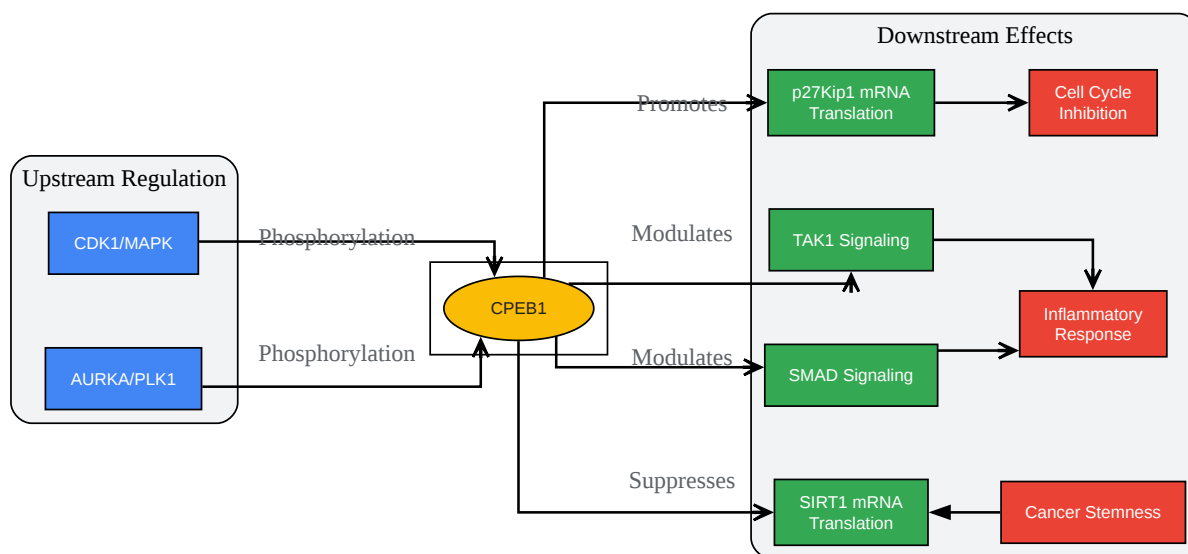 Downstream Effects
Promotes
p27Kip1 mRNA
Translation
Cell Cycle
Inhibition
Upstream Regulation
CDK1/MAPK
Phosphorylation
Modulates
TAK1 Signaling
CPEB1
Inflammatory
Response
AURKA/PLK1
Phosphorylation
Modulates
SMAD Signaling
Suppresses
SIRT1 mRNA
Translation
Cancer Stemness